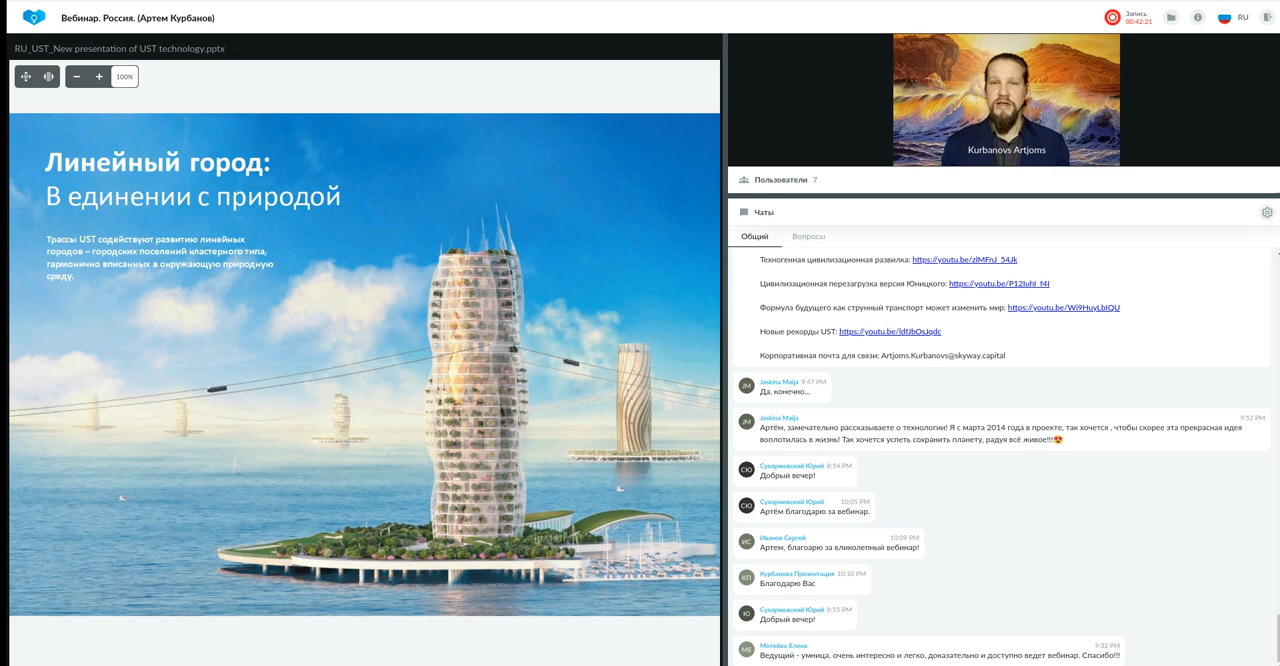 Вебинар. Россия. (Артем Курбанов)
Запись
00:42:21
RU
RU_UST_New presentation of UST technology.pptx
100%
Линейный город:
В единении с природой
Трассы UST содействуют развитию линейных
городов – городских поселений кластерного типа,
гармонично вписанных в окружающую природную
среду.
Kurbanovs Artjoms
Пользователи 7
Чаты
Общий Вопросы
Техногенная цивилизационная развилка: https://youtu.be/zlMFnJ_54Jk
Цивилизационная перезагрузка версия Юницкого: https://youtu.be/P12IuhI_f4I
Формула будущего как струнный транспорт может изменить мир: https://youtu.be/Wi9HuyLbIQU
Новые рекорды UST: https://youtu.be/ldfJbOsJqdc
Корпоративная почта для связи: Artjoms.Kurbanovs@skyway.capital
JM Jaskina Maija 9:47 PM
Да, конечно...
JM Jaskina Maija 9:52 PM
Артём, замечательно рассказываете о технологии! Я с марта 2014 года в проекте, так хочется , чтобы скорее эта прекрасная идея
воплотилась в жизнь! Так хочется успеть сохранить планету, радуя всё живое!!!😍
СЮ Сухаржевский Юрий 8:54 PM
Добрый вечер!
СЮ Сухаржевский Юрий 10:05 PM
Артём благодарю за вебинар.
ИС Иванов Сергей 10:09 PM
Артем, благоарю за вликолепный вебинар!
КП Курбанова Презентация 10:10 PM
Благодарю Вас
Ю Сухаржевский Юрий 8:55 PM
Добрый вечер!
МЕ Мотейко Елена 9:32 PM
Ведущий - умница, очень интересно и легко, доказательно и доступно ведет вебинар. Спасибо!!!